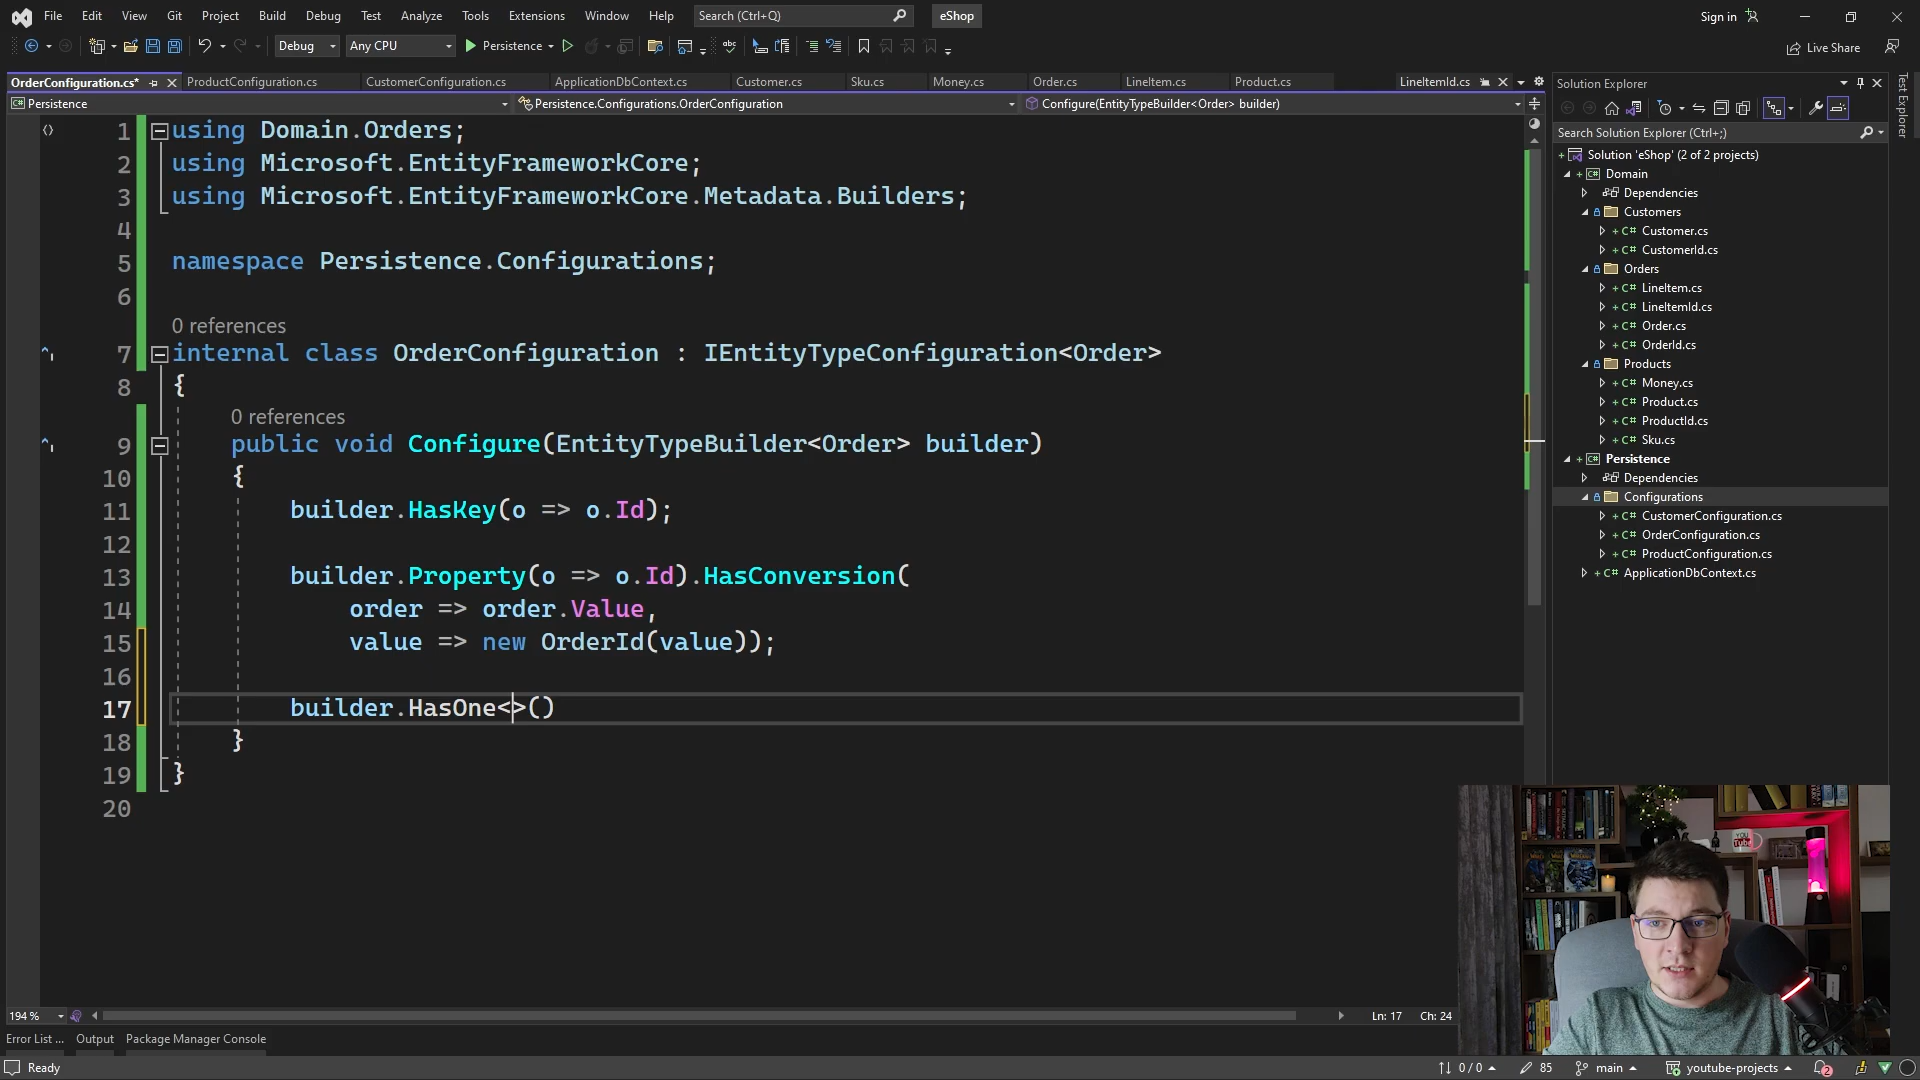 File Edit View Git Project Build Debug Test Analyze Tools Extensions Window Help Search (Ctrl+Q) eShop Sign in
Debug Any CPU Persistence Live Share
OrderConfiguration.cs* ProductConfiguration.cs CustomerConfiguration.cs ApplicationDbContext.cs Customer.cs Sku.cs Money.cs Order.cs LineItem.cs Product.cs LineItemId.cs
Persistence Persistence.Configurations.OrderConfiguration Configure(EntityTypeBuilder<Order> builder)
1 using Domain.Orders;
2 using Microsoft.EntityFrameworkCore;
3 using Microsoft.EntityFrameworkCore.Metadata.Builders;
4
5 namespace Persistence.Configurations;
6
0 references
7 internal class OrderConfiguration : IEntityTypeConfiguration<Order>
8 {
0 references
9 public void Configure(EntityTypeBuilder<Order> builder)
10 {
11 builder.HasKey(o => o.Id);
12
13 builder.Property(o => o.Id).HasConversion(
14 order => order.Value,
15 value => new OrderId(value));
16
17 builder.HasOne<>()
18 }
19 }
20
194 % Ln: 17 Ch: 24
Error List ... Output Package Manager Console
Ready 0 / 0 85 main youtube-projects 2
Solution Explorer
Search Solution Explorer (Ctrl+;)
Solution 'eShop' (2 of 2 projects)
Domain
Dependencies
Customers
Customer.cs
CustomerId.cs
Orders
LineItem.cs
LineItemId.cs
Order.cs
OrderId.cs
Products
Money.cs
Product.cs
ProductId.cs
Sku.cs
Persistence
Dependencies
Configurations
CustomerConfiguration.cs
OrderConfiguration.cs
ProductConfiguration.cs
ApplicationDbContext.cs
Test Explorer
YOU
Tube